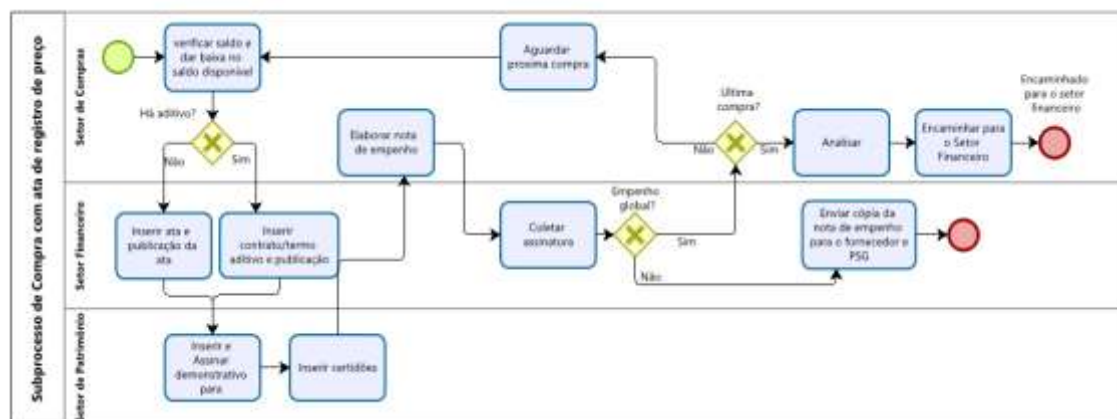 Subprocesso de Compra com ata de registro de preço
Setor de Compras
verificar saldo e
dar baixa no
saldo disponível
Há aditivo?
Não
Sim
Elaborar nota
de empenho
Aguardar
proxima compra
Ultima
compra?
Não
Sim
Analisar
Encaminhar para
o Setor
Financeiro
Encaminhado
para o setor
financeiro
Setor Financeiro
Inserir ata e
publicação da
ata
Inserir
contrato/termo
aditivo e publicação
Coletar
assinatura
Empenho
global?
Sim
Não
Enviar cópia da
nota de empenho
para o fornecedor e
PSG
Setor de Patrimônio
Inserir e
Assinar
demonstrativo
para
Inserir certidões